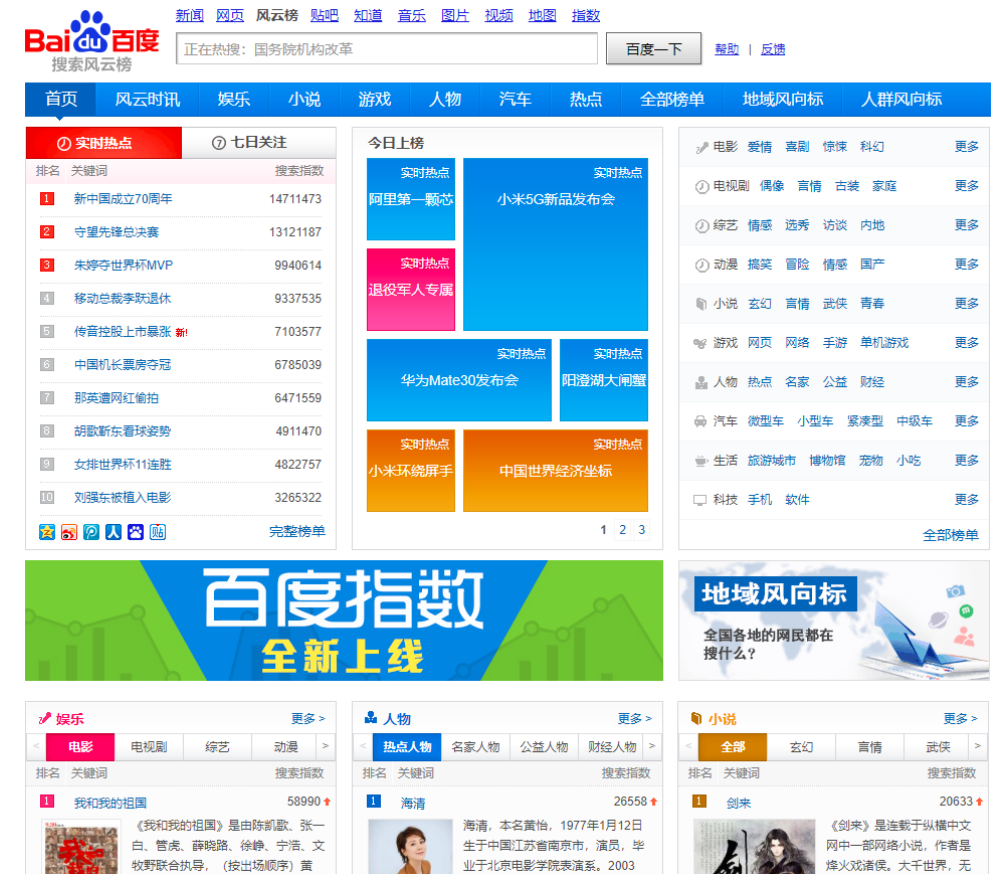 新闻 网页 风云榜 贴吧 知道 音乐 图片 视频 地图 指数
Bai du 百度
搜索风云榜
正在热搜：国务院机构改革
百度一下
帮助 | 反馈
首页 风云时讯 娱乐 小说 游戏 人物 汽车 热点 全部榜单 地域风向标 人群风向标
实时热点
7 七日关注
排名 关键词 搜索指数
1 新中国成立70周年 14711473
2 守望先锋总决赛 13121187
3 朱婷夺世界杯MVP 9940614
4 移动总裁李跃退休 9337535
5 传音控股上市暴涨 新! 7103577
6 中国机长票房夺冠 6785039
7 那英遭网红偷拍 6471559
8 胡歌靳东看球姿势 4911470
9 女排世界杯11连胜 4822757
10 刘强东被植入电影 3265322
贴
完整榜单
今日上榜
实时热点
阿里第一颗芯
实时热点
小米5G新品发布会
实时热点
退役军人专属
实时热点
华为Mate30发布会
实时热点
阳澄湖大闸蟹
实时热点
小米环绕屏手
实时热点
中国世界经济坐标
1 2 3
电影 爱情 喜剧 惊悚 科幻 更多
电视剧 偶像 言情 古装 家庭 更多
综艺 情感 选秀 访谈 内地 更多
动漫 搞笑 冒险 情感 国产 更多
小说 玄幻 言情 武侠 青春 更多
游戏 网页 网络 手游 单机游戏 更多
人物 热点 名家 公益 财经 更多
汽车 微型车 小型车 紧凑型 中级车 更多
生活 旅游城市 博物馆 宠物 小吃 更多
科技 手机 软件 更多
全部榜单
百度指数
全新上线
地域风向标
全国各地的网民都在
搜什么?
娱乐 更多 >
< 电影 电视剧 综艺 动漫 >
排名 关键词 搜索指数
1 我和我的祖国 58990
《我和我的祖国》是由陈凯歌、张一
白、管虎、薛晓路、徐峥、宁浩、文
牧野联合执导，（按出场顺序）黄
人物 更多 >
< 热点人物 名家人物 公益人物 财经人物 >
排名 关键词 搜索指数
1 海清 26558
海清，本名黄怡，1977年1月12日
生于中国江苏省南京市，演员，毕
业于北京电影学院表演系。2003
小说 更多 >
< 全部 玄幻 言情 武侠 >
排名 关键词 搜索指数
1 剑来 20633
《剑来》是连载于纵横中文
网中一部网络小说，作者是
烽火戏诸侯。大千世界，无